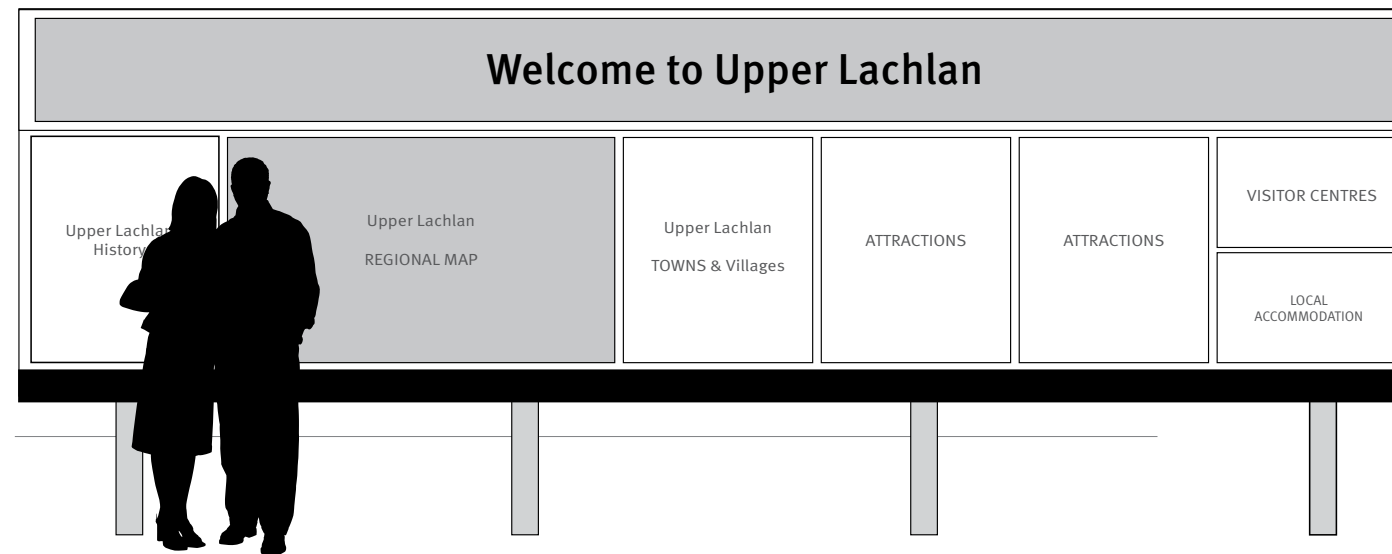 Welcome to Upper Lachlan
Upper Lachlan
History
Upper Lachlan
REGIONAL MAP
Upper Lachlan
TOWNS & Villages
ATTRACTIONS
ATTRACTIONS
VISITOR CENTRES
LOCAL
ACCOMMODATION